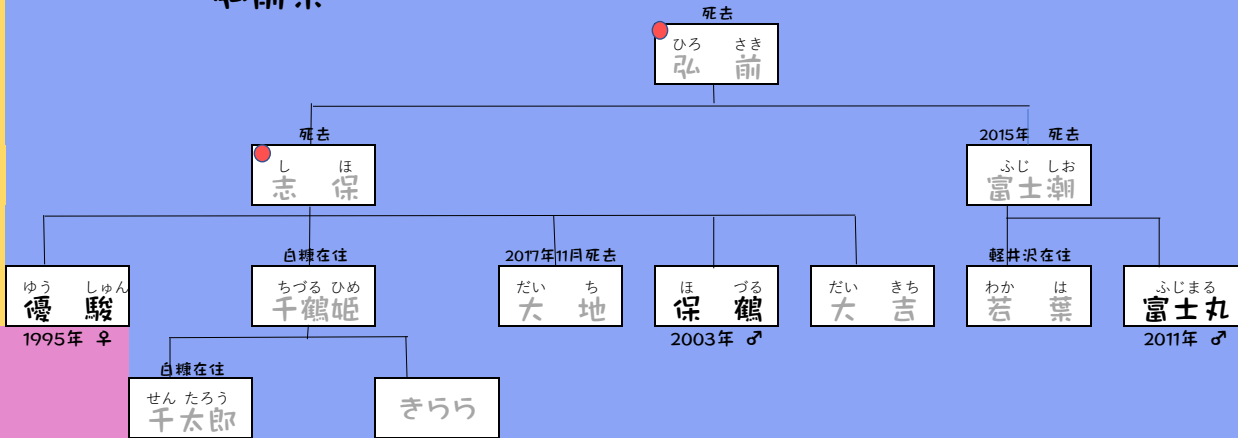 死去
ひろ さき
弘 前
死去
し ほ
志 保
2015年 死去
ふじ しお
富士潮
ゆう しゅん
優 駿
1995年 ♀
白糠在住
ちづる ひめ
千鶴姫
2017年11月死去
だい ち
大 地
ほ づる
保 鶴
2003年 ♂
だい きち
大 吉
軽井沢在住
わか は
若 葉
ふじまる
富士丸
2011年 ♂
白糠在住
せん たろう
千太郎
きらら